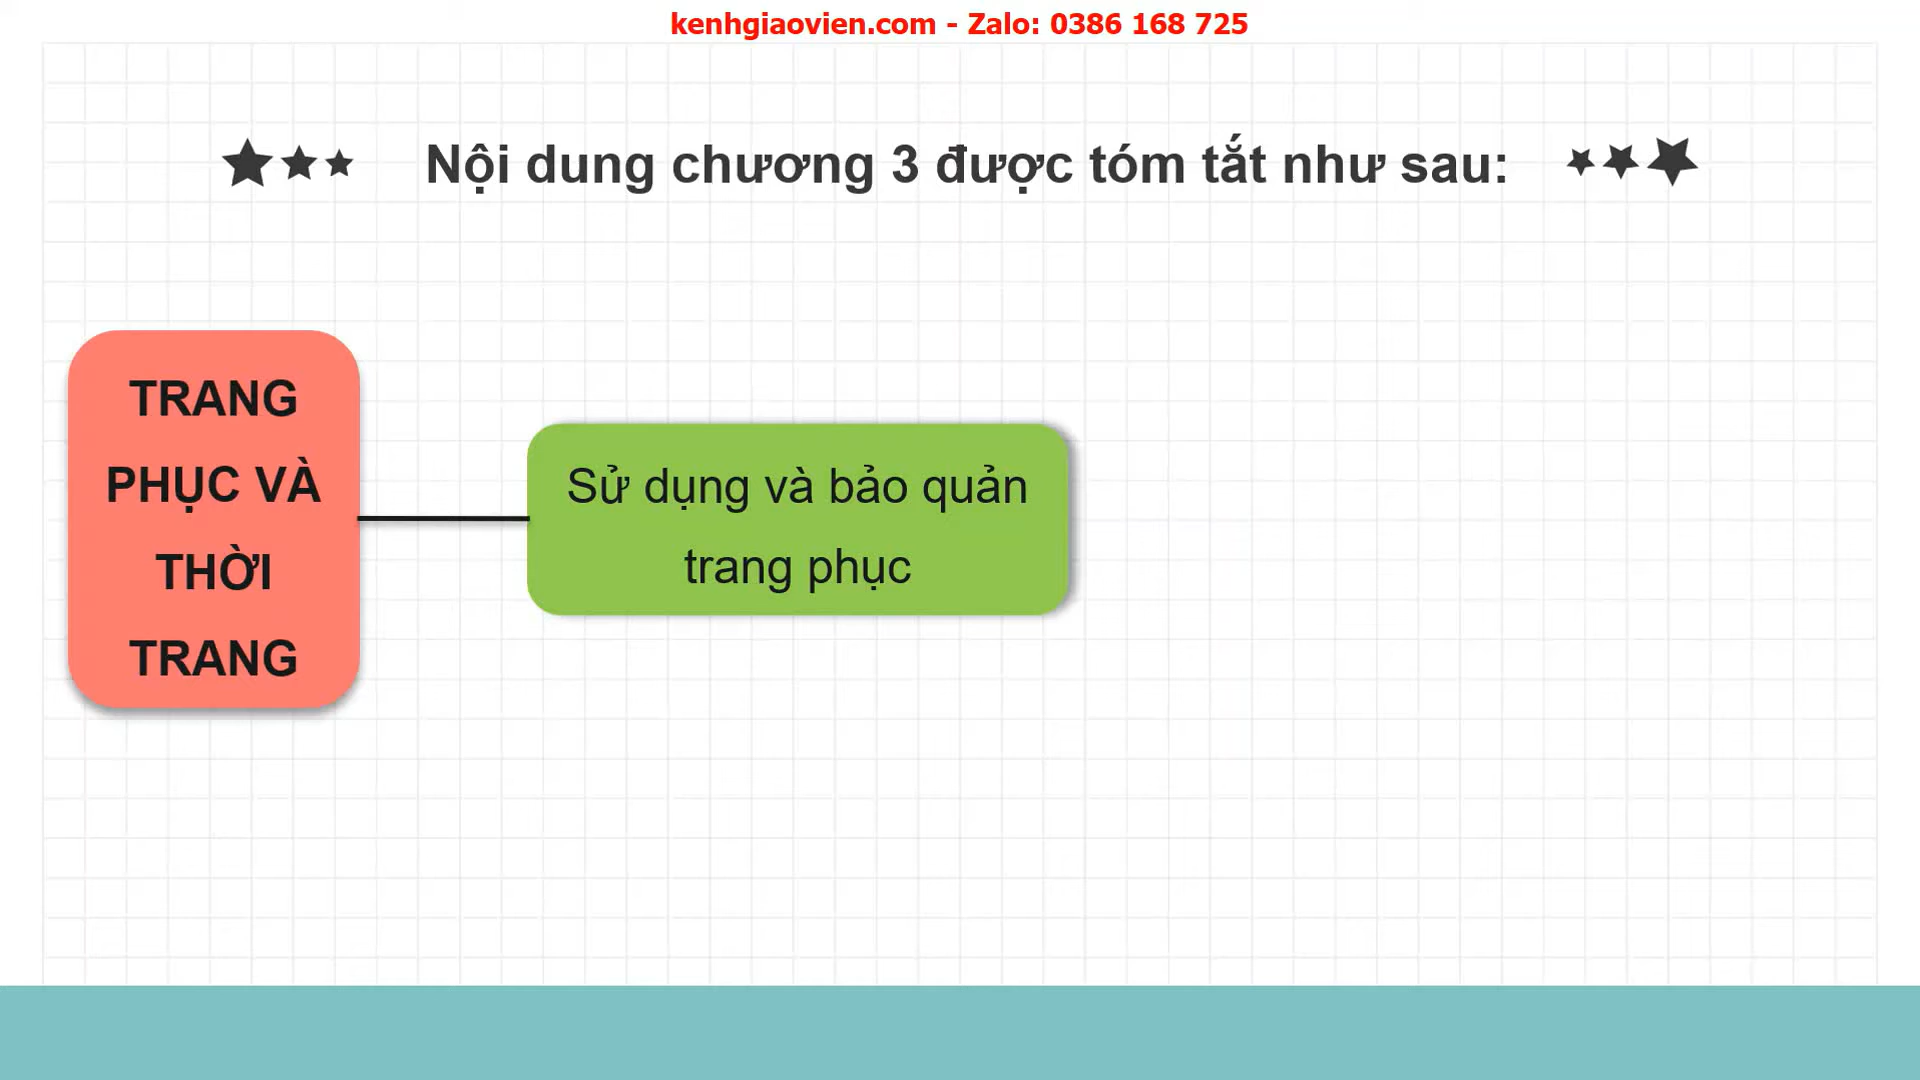 kenhgiaovien.com - Zalo: 0386 168 725
Nội dung chương 3 được tóm tắt như sau:
TRANG
PHỤC VÀ
THỜI
TRANG
Sử dụng và bảo quản
trang phục